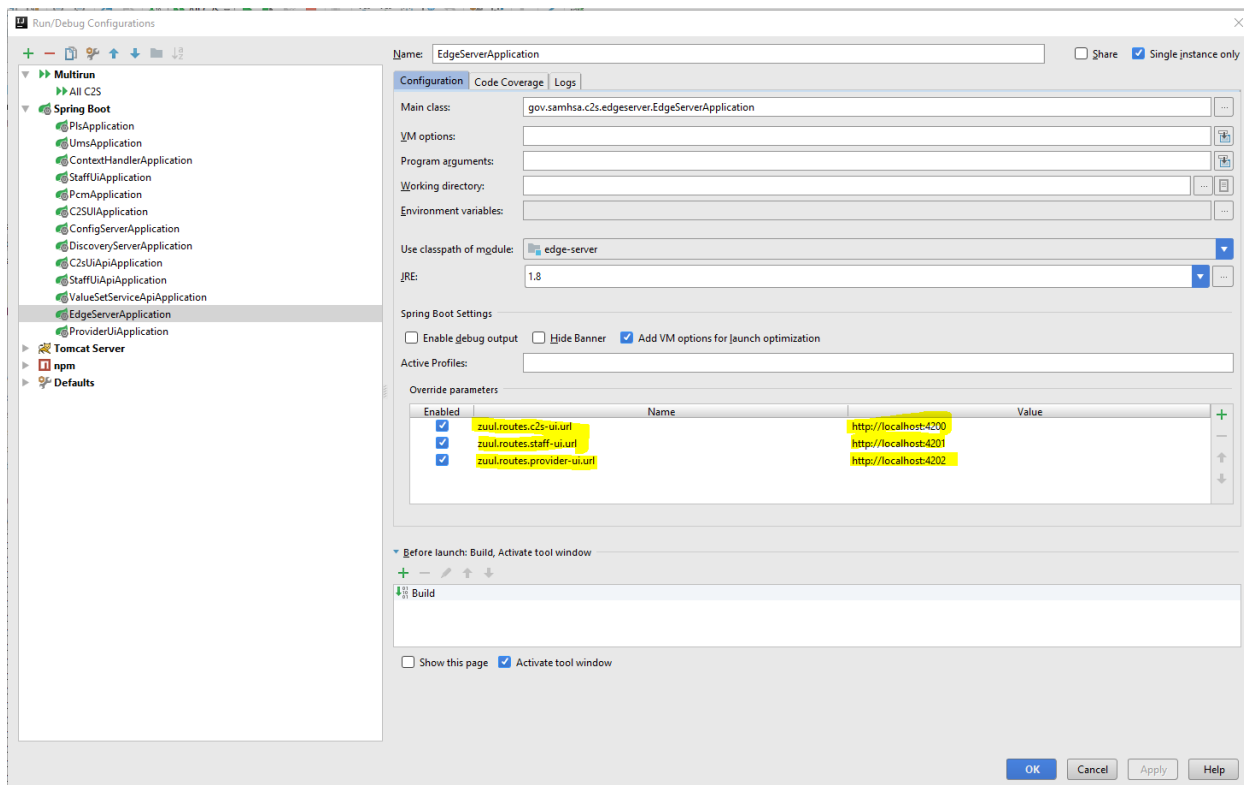 Run/Debug Configurations
Name: EdgeServerApplication Share Single instance only
Multirun
All C2S
Spring Boot
PlsApplication
UmsApplication
ContextHandlerApplication
StaffUiApplication
PcmApplication
C2SUIApplication
ConfigServerApplication
DiscoveryServerApplication
C2sUiApiApplication
StaffUiApiApplication
ValueSetServiceApiApplication
EdgeServerApplication
ProviderUiApplication
Tomcat Server
npm
Defaults
Configuration Code Coverage Logs
Main class: gov.samhsa.c2s.edgeserver.EdgeServerApplication ...
VM options:
Program arguments:
Working directory: ...
Environment variables: ...
Use classpath of module: edge-server
JRE: 1.8 ...
Spring Boot Settings
Enable debug output Hide Banner Add VM options for launch optimization
Active Profiles:
Override parameters
Enabled Name Value
zuul.routes.c2s-ui.url http://localhost:4200
zuul.routes.staff-ui.url http://localhost:4201
zuul.routes.provider-ui.url http://localhost:4202
Before launch: Build, Activate tool window
Build
Show this page Activate tool window
OK Cancel Apply Help